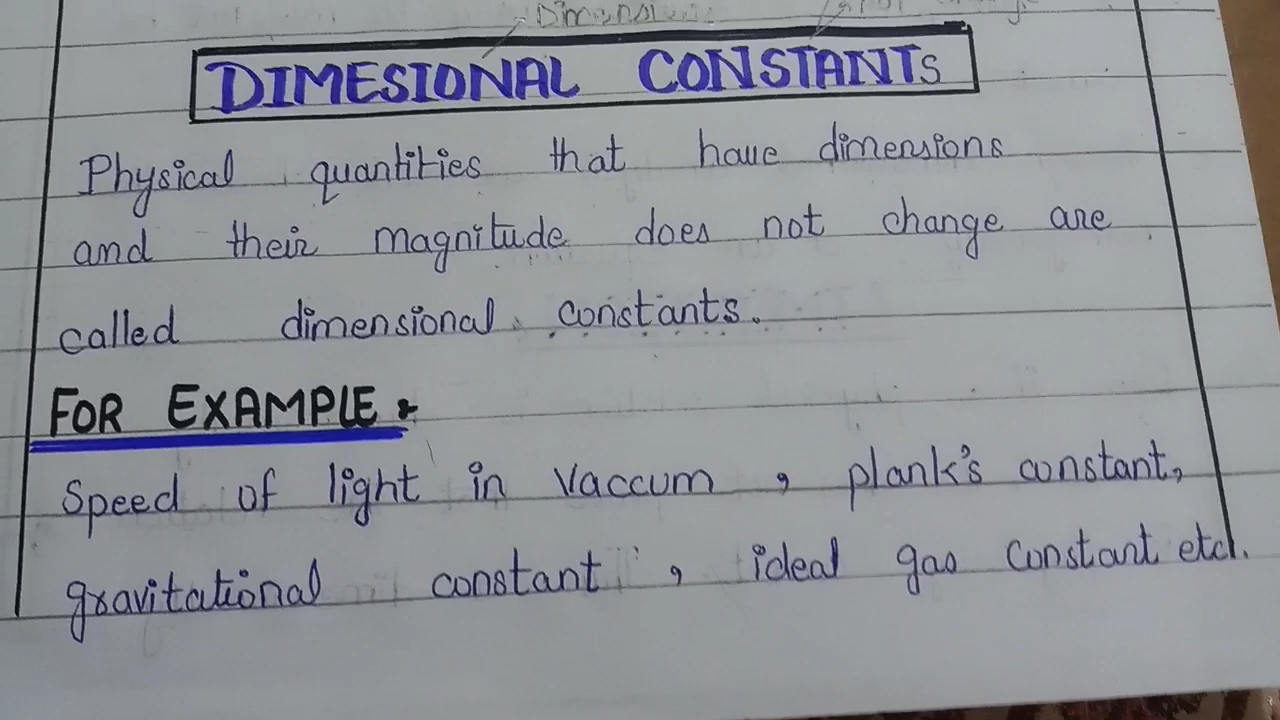 DIMESIONAL CONSTANTs
Physical quantities that have dimensions
and their magnitude does not change are
called dimensional constants.
FOR EXAMPLE:
Speed of light in vaccum, plank's constant,
gravitational constant, ideal gas constant etc.